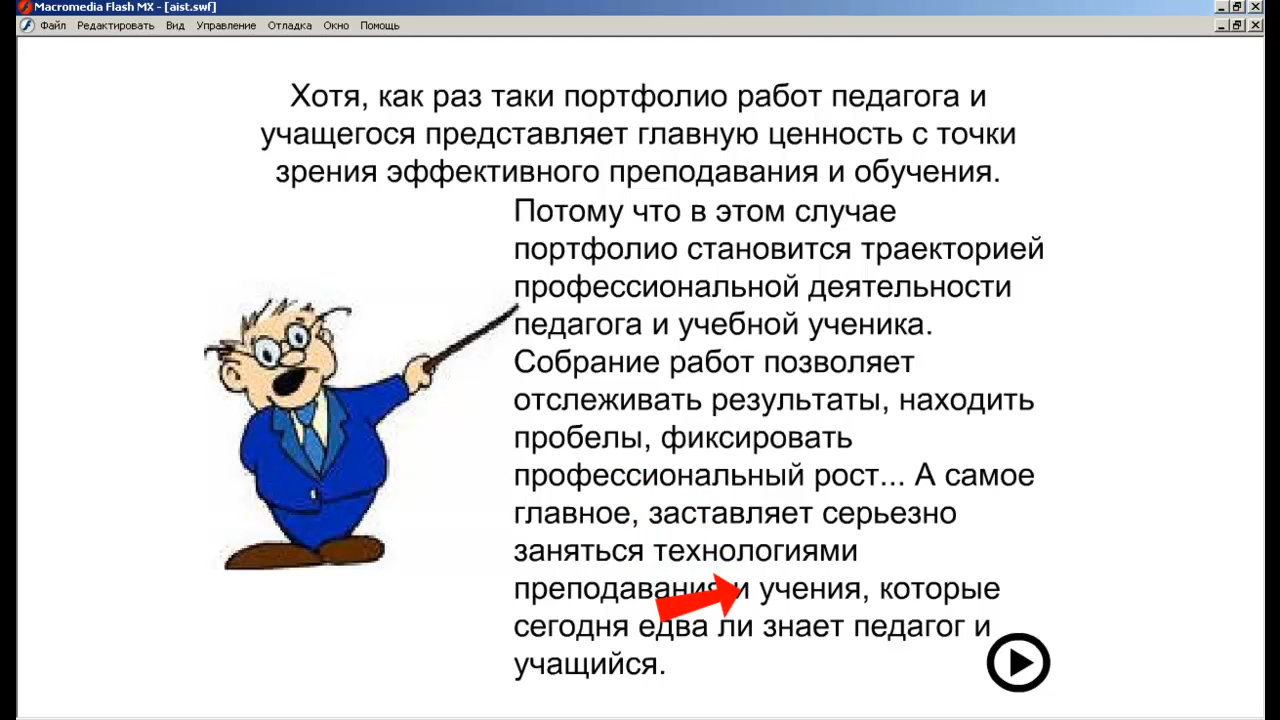 Macromedia Flash MX - [aist.swf]
Файл Редактировать Вид Управление Отладка Окно Помощь
Хотя, как раз таки портфолио работ педагога и
учащегося представляет главную ценность с точки
зрения эффективного преподавания и обучения.
Потому что в этом случае
портфолио становится траекторией
профессиональной деятельности
педагога и учебной ученика.
Собрание работ позволяет
отслеживать результаты, находить
пробелы, фиксировать
профессиональный рост... А самое
главное, заставляет серьезно
заняться технологиями
преподавания и учения, которые
сегодня едва ли знает педагог и
учащийся.